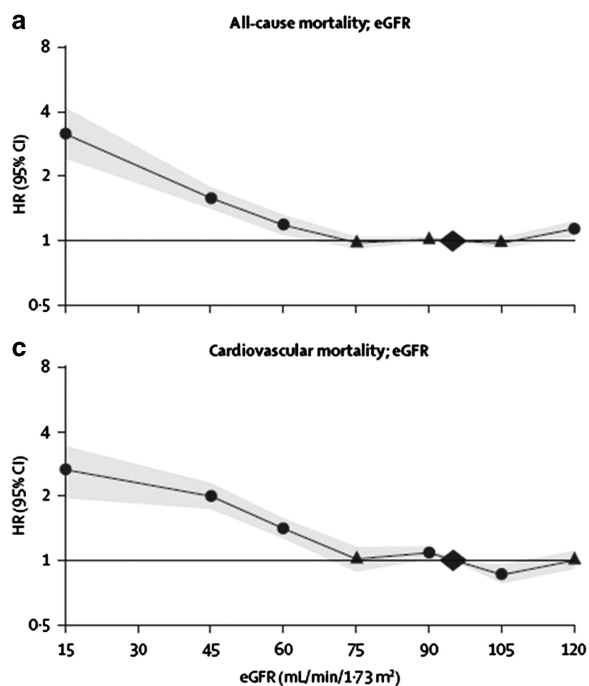 a
All-cause mortality; eGFR
HR (95% CI)
8
4
2
1
0·5
c
Cardiovascular mortality; eGFR
HR (95% CI)
8
4
2
1
0·5
15 30 45 60 75 90 105 120
eGFR (mL/min/1·73 m²)